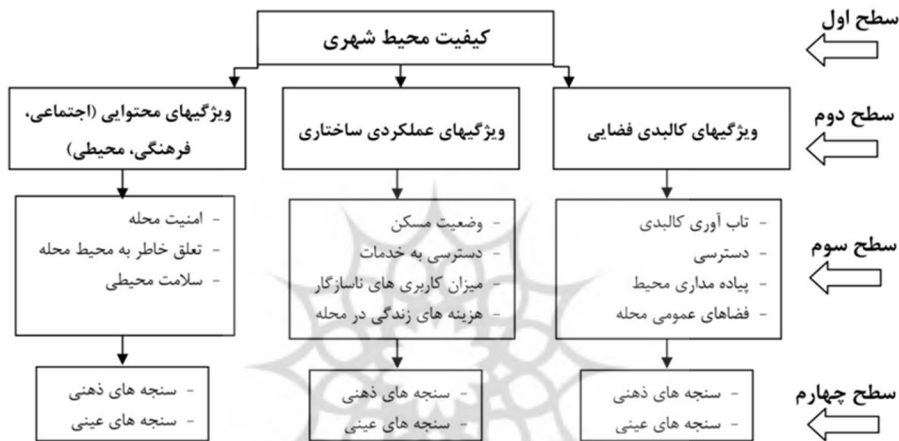 سطح اول
کیفیت محیط شهری
سطح دوم
ویژگیهای کالبدی فضایی
ویژگیهای عملکردی ساختاری
ویژگیهای محتوایی (اجتماعی،
فرهنگی، محیطی)
سطح سوم
- تاب آوری کالبدی
- دسترسی
- پیاده مداری محیط
- فضاهای عمومی محله
- وضعیت مسکن
- دسترسی به خدمات
- میزان کاربری های ناسازگار
- هزینه های زندگی در محله
- امنیت محله
- تعلق خاطر به محیط محله
- سلامت محیطی
سطح چهارم
- سنجه های ذهنی
- سنجه های عینی
- سنجه های ذهنی
- سنجه های عینی
- سنجه های ذهنی
- سنجه های عینی